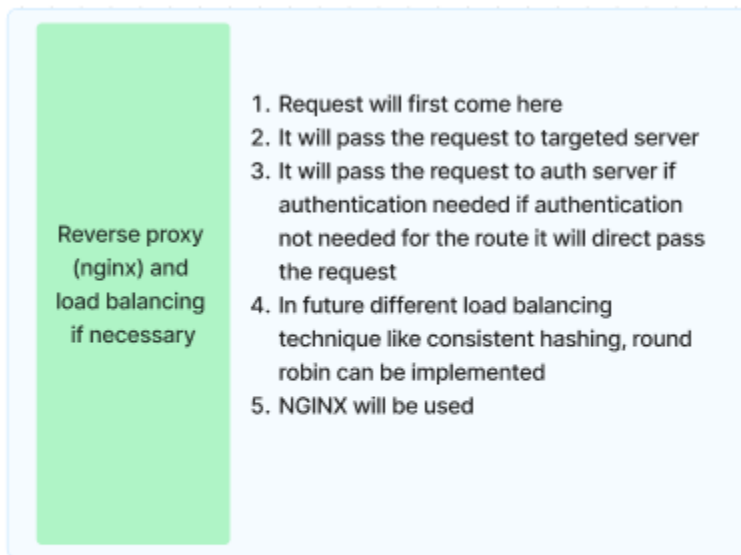 Reverse proxy
(nginx) and
load balancing
if necessary
1. Request will first come here
2. It will pass the request to targeted server
3. It will pass the request to auth server if
authentication needed if authentication
not needed for the route it will direct pass
the request
4. In future different load balancing
technique like consistent hashing, round
robin can be implemented
5. NGINX will be used